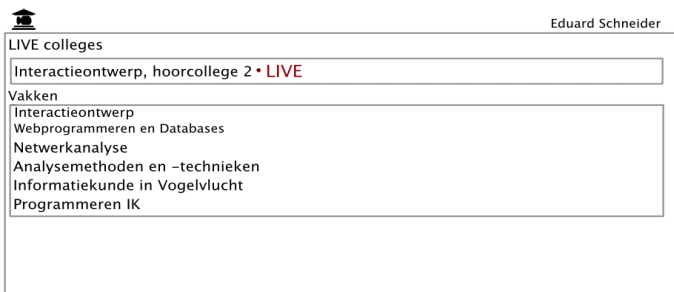 Eduard Schneider
LIVE colleges
Interactieontwerp, hoorcollege 2 • LIVE
Vakken
Interactieontwerp
Webprogrammeren en Databases
Netwerkanalyse
Analysemethoden en -technieken
Informatiekunde in Vogelvlucht
Programmeren IK